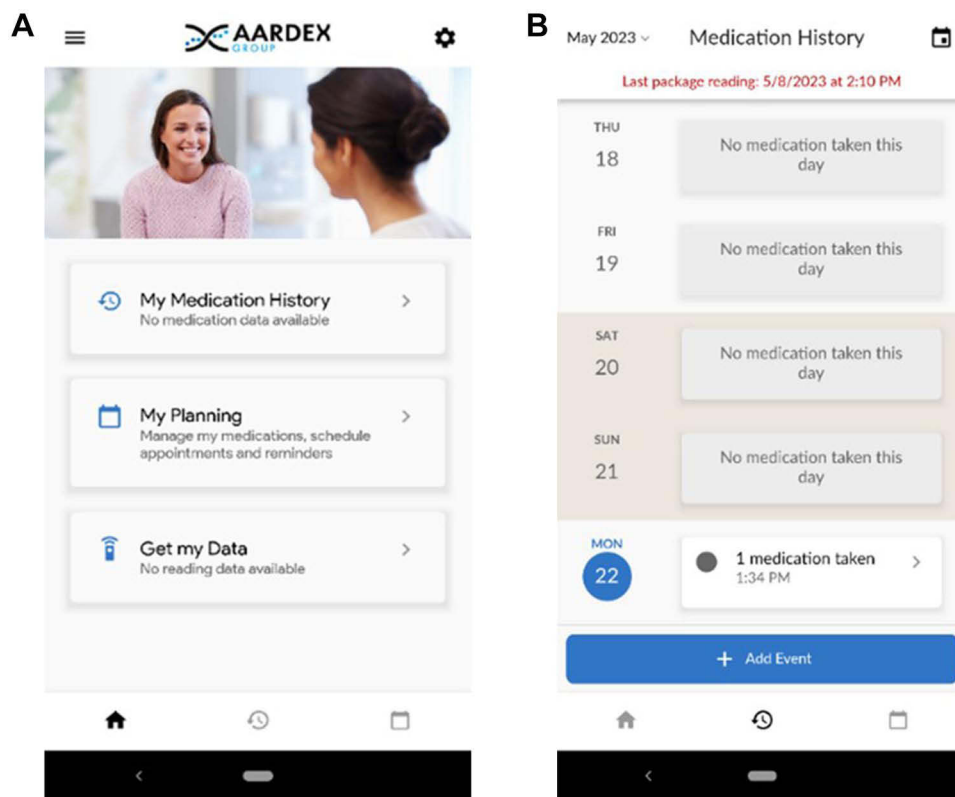 A
AARDEX
GROUP
My Medication History
No medication data available
My Planning
Manage my medications, schedule
appointments and reminders
Get my Data
No reading data available
B
May 2023
Medication History
Last package reading: 5/8/2023 at 2:10 PM
THU
18
No medication taken this
day
FRI
19
No medication taken this
day
SAT
20
No medication taken this
day
SUN
21
No medication taken this
day
MON
22
1 medication taken
1:34 PM
+ Add Event